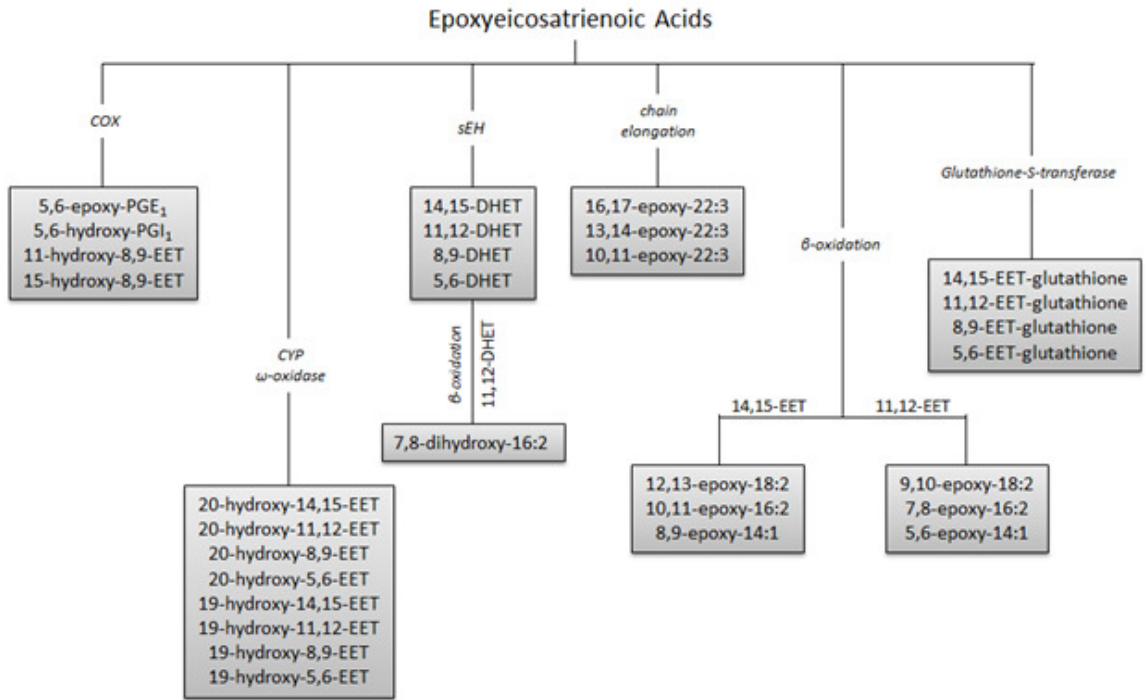 Epoxyeicosatrienoic Acids
COX
5,6-epoxy-PGE₁
5,6-hydroxy-PGI₁
11-hydroxy-8,9-EET
15-hydroxy-8,9-EET
CYP
ω-oxidase
20-hydroxy-14,15-EET
20-hydroxy-11,12-EET
20-hydroxy-8,9-EET
20-hydroxy-5,6-EET
19-hydroxy-14,15-EET
19-hydroxy-11,12-EET
19-hydroxy-8,9-EET
19-hydroxy-5,6-EET
sEH
14,15-DHET
11,12-DHET
8,9-DHET
5,6-DHET
β-oxidation
11,12-DHET
7,8-dihydroxy-16:2
chain
elongation
16,17-epoxy-22:3
13,14-epoxy-22:3
10,11-epoxy-22:3
β-oxidation
14,15-EET
12,13-epoxy-18:2
10,11-epoxy-16:2
8,9-epoxy-14:1
11,12-EET
9,10-epoxy-18:2
7,8-epoxy-16:2
5,6-epoxy-14:1
Glutathione-S-transferase
14,15-EET-glutathione
11,12-EET-glutathione
8,9-EET-glutathione
5,6-EET-glutathione